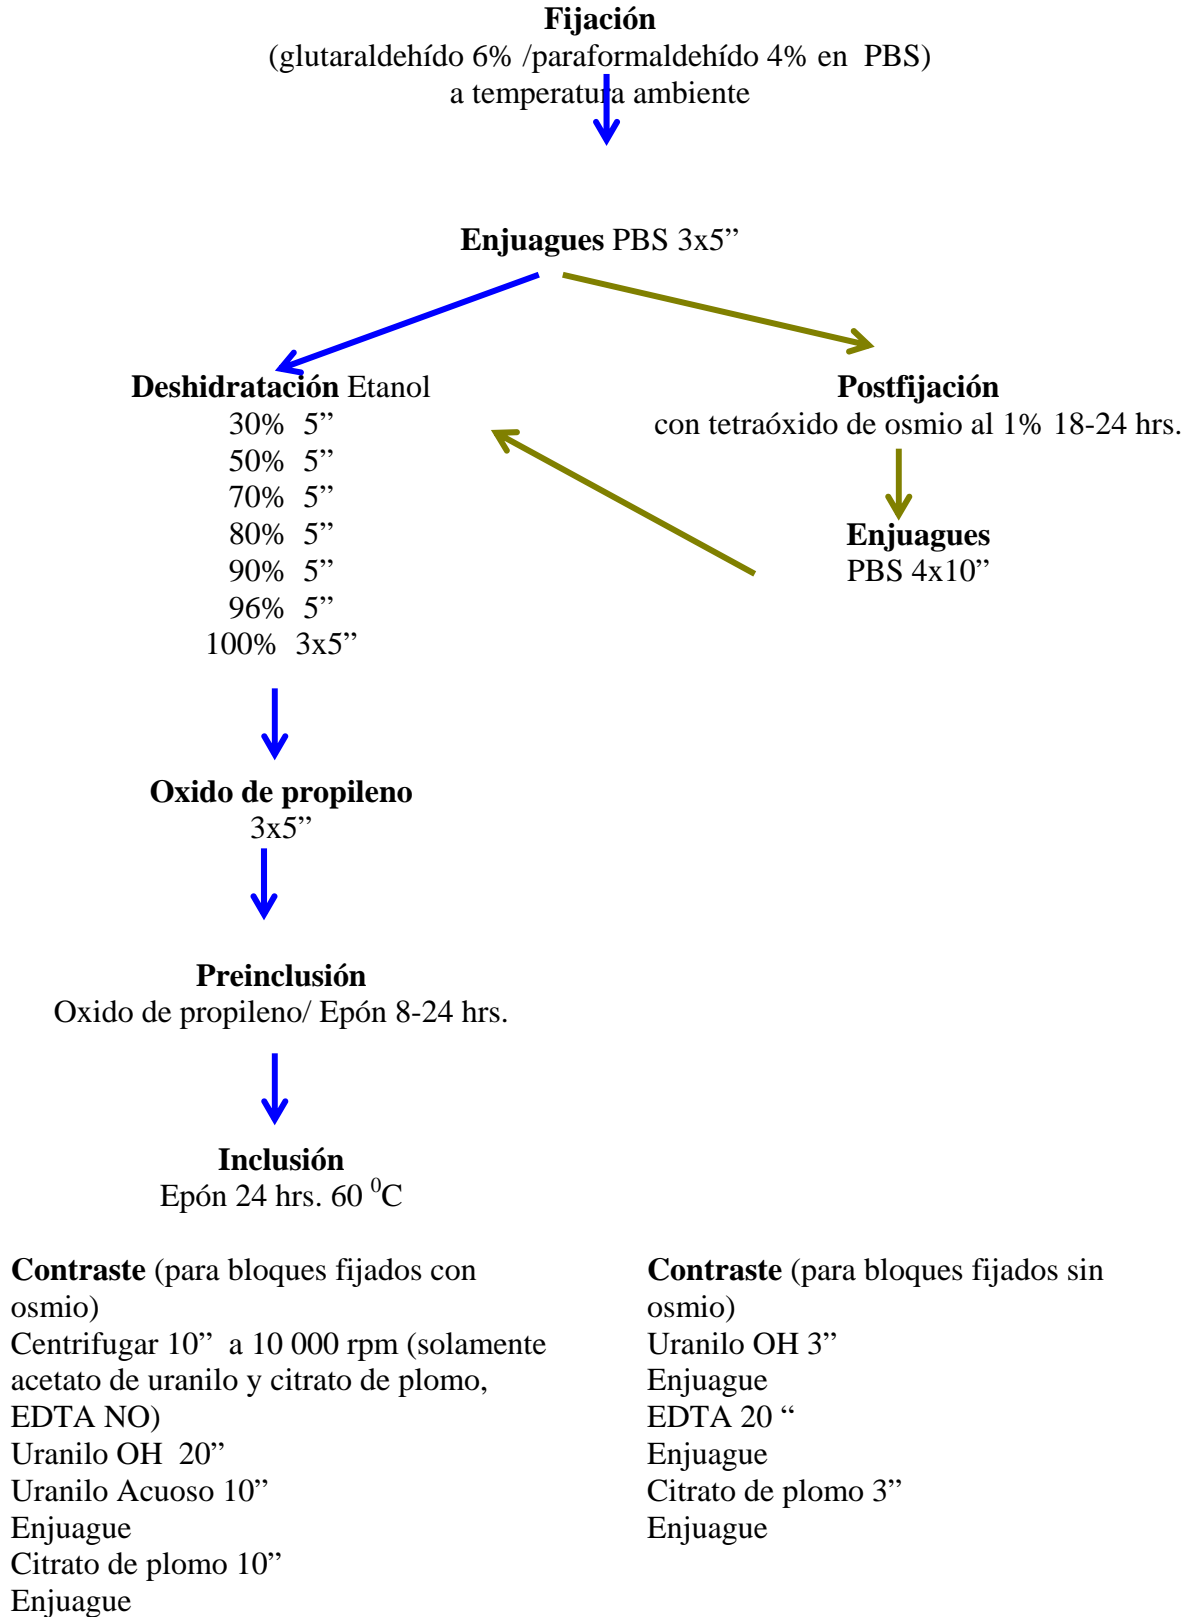 Fijación
(glutaraldehído 6% /paraformaldehído 4% en  PBS)
a temperatura ambiente
Enjuagues PBS 3x5”
Deshidratación Etanol
30%  5”
50%  5”
70%  5”
80%  5”
90%  5”
96%  5”
100%  3x5”
Postfijación
con tetraóxido de osmio al 1% 18-24 hrs.
Enjuagues
PBS 4x10”
Oxido de propileno
3x5”
Preinclusión
Oxido de propileno/ Epón 8-24 hrs.
Inclusión
Epón 24 hrs. 60 ⁰C
Contraste (para bloques fijados con
osmio)
Centrifugar 10”  a 10 000 rpm (solamente
acetato de uranilo y citrato de plomo,
EDTA NO)
Uranilo OH  20”
Uranilo Acuoso 10”
Enjuague
Citrato de plomo 10”
Enjuague
Contraste (para bloques fijados sin
osmio)
Uranilo OH 3”
Enjuague
EDTA 20 “
Enjuague
Citrato de plomo 3”
Enjuague